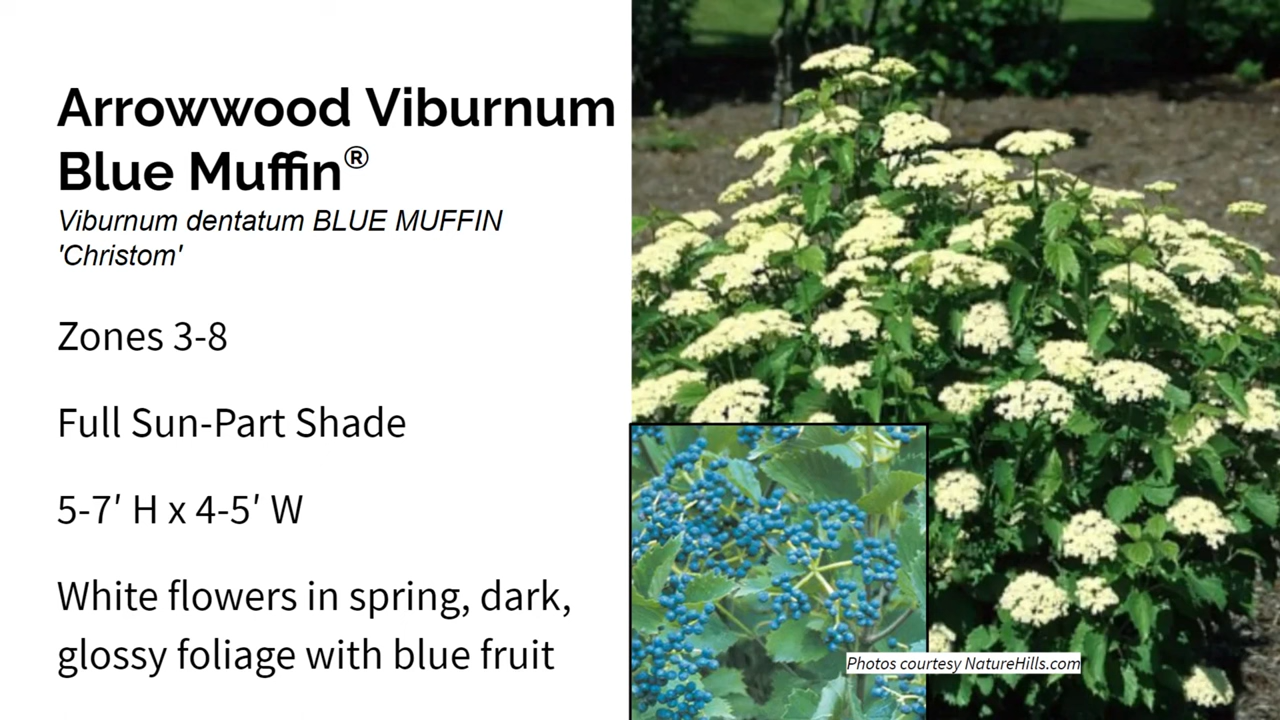 Arrowwood Viburnum
Blue Muffin®
Viburnum dentatum BLUE MUFFIN
'Christom'
Zones 3-8
Full Sun-Part Shade
5-7′ H x 4-5′ W
White flowers in spring, dark,
glossy foliage with blue fruit
Photos courtesy NatureHills.com